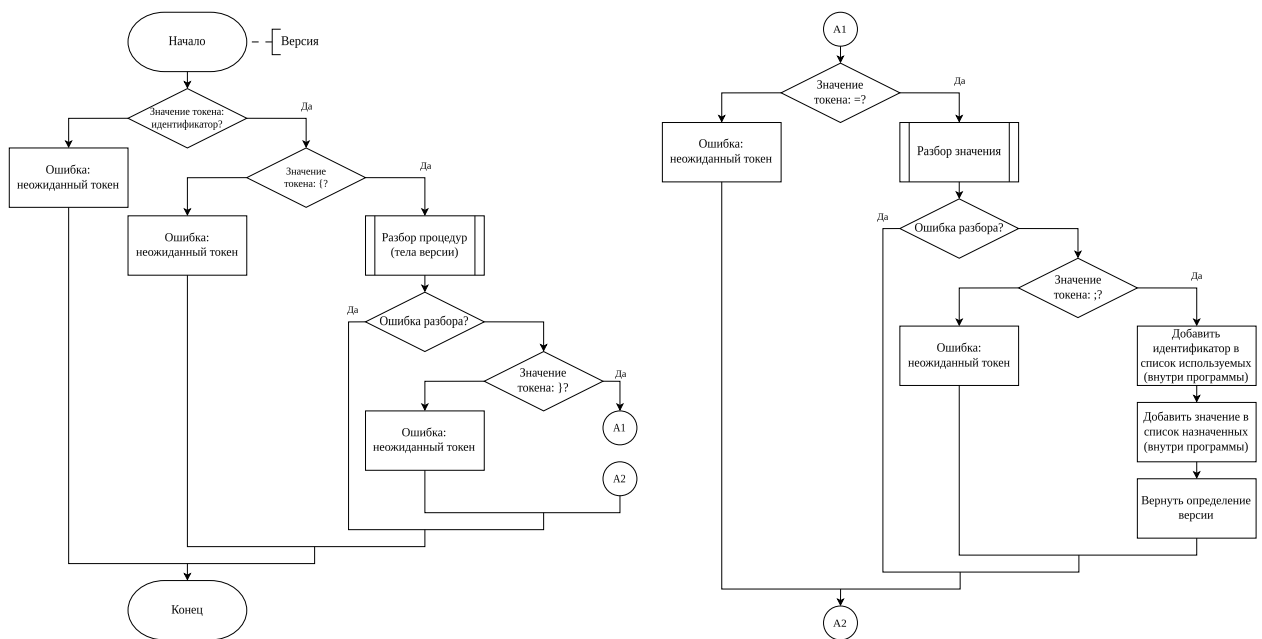 Начало
Версия
Значение токена:
идентификатор?
Да
Ошибка:
неожиданный токен
Значение
токена: {?
Да
Ошибка:
неожиданный токен
Разбор процедур
(тела версии)
Да
Ошибка разбора?
Значение
токена: }?
Да
Ошибка:
неожиданный токен
A1
A2
Конец
A1
Значение
токена: =?
Да
Ошибка:
неожиданный токен
Разбор значения
Да
Ошибка разбора?
Значение
токена: ;?
Да
Ошибка:
неожиданный токен
Добавить
идентификатор в
список используемых
(внутри программы)
Добавить значение в
список назначенных
(внутри программы)
Вернуть определение
версии
A2